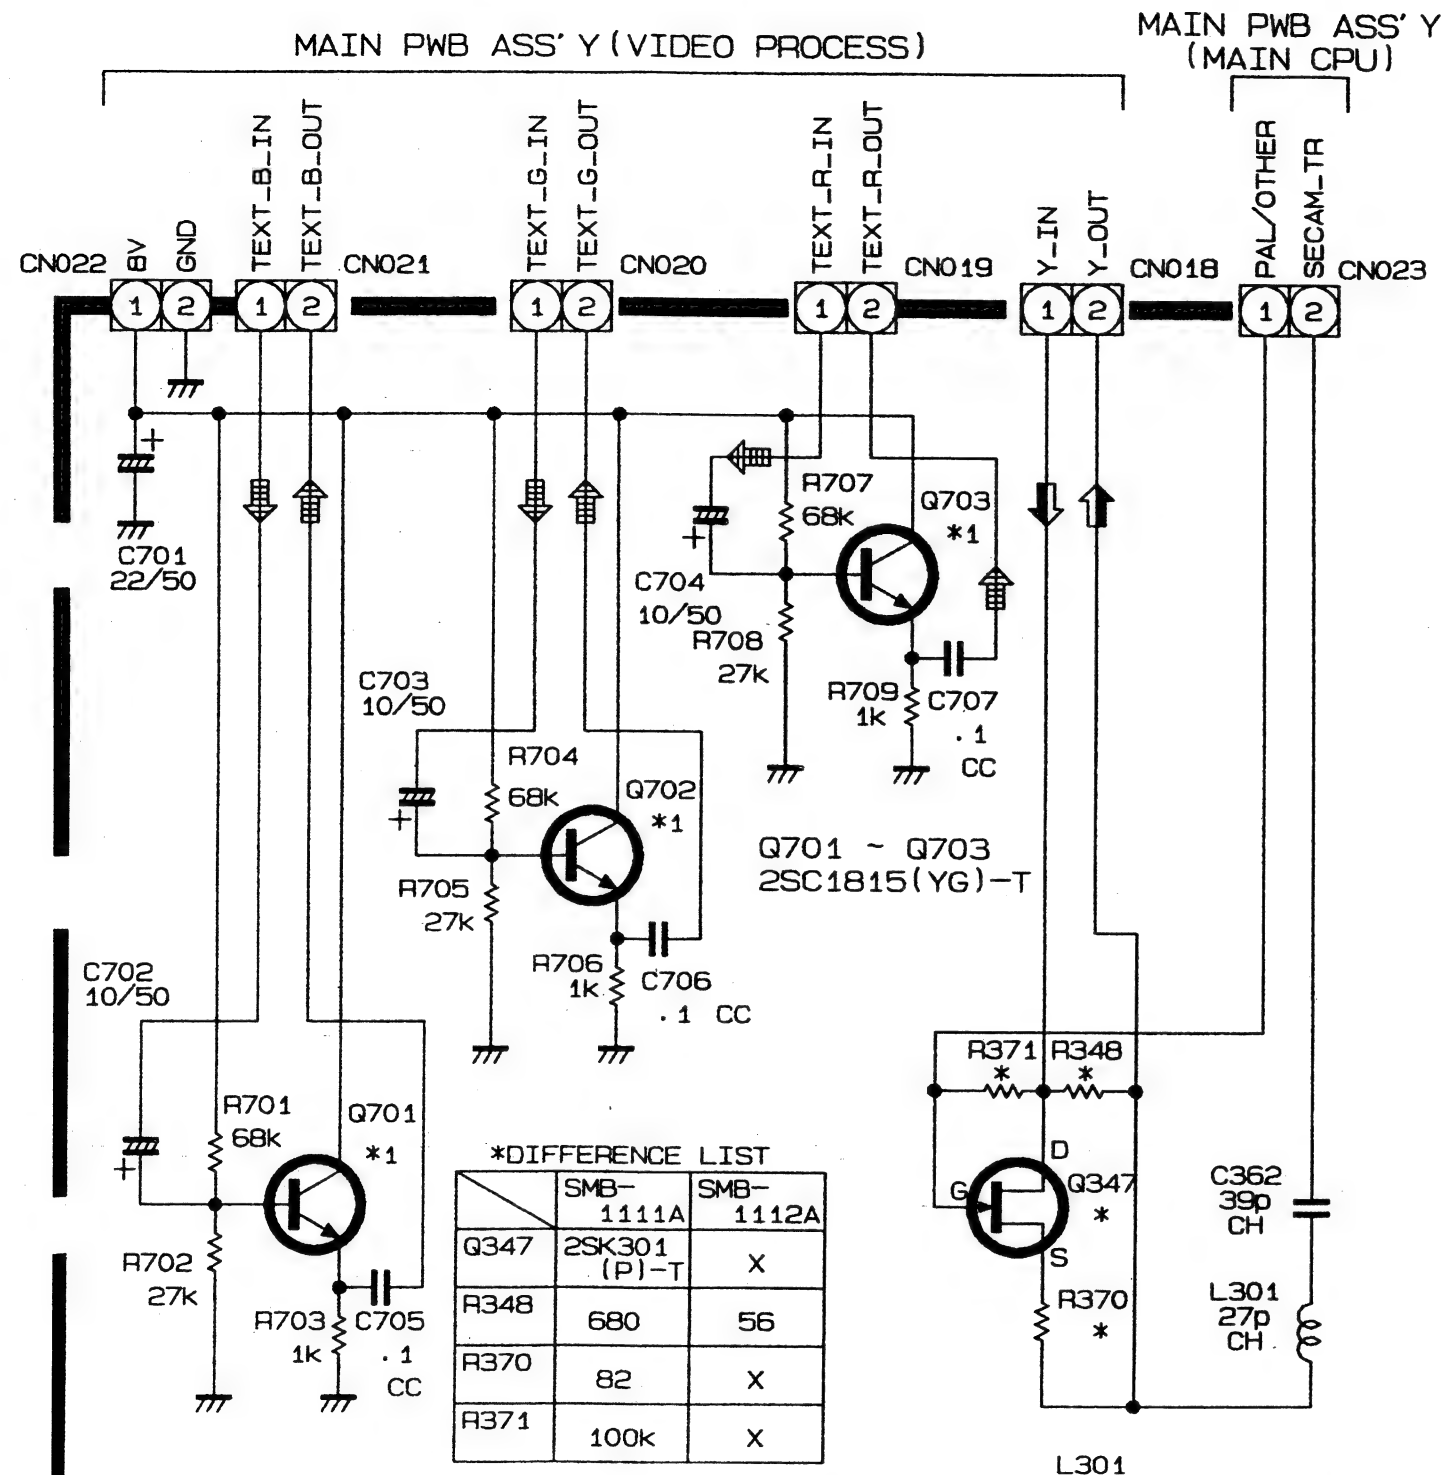 MAIN PWB ASS'Y(VIDEO PROCESS)
MAIN PWB ASS'Y
(MAIN CPU)
TEXT_B_IN
TEXT_B_OUT
TEXT_G_IN
TEXT_G_OUT
TEXT_R_IN
TEXT_R_OUT
Y_IN
Y_OUT
PAL/OTHER
SECAM_TR
CN022
8V
GND
CN021
CN020
CN019
CN018
CN023
1 2 1 2 1 2 1 2 1 2 1 2
+
C701
22/50
R707
68k
Q703
*1
+
C704
10/50
R708
27k
R709
1k
C707
.1
CC
C703
10/50
R704
68k
Q702
*1
+
R705
27k
R706
1k
C706
.1 CC
Q701 ~ Q703
2SC1815(YG)-T
C702
10/50
R701
68k
Q701
*1
+
R702
27k
R703
1k
C705
.1
CC
*DIFFERENCE LIST
SMB-
1111A
SMB-
1112A
Q347
2SK301
(P)-T
X
R348
680
56
R370
82
X
R371
100k
X
R371
*
R348
*
D
G
S
Q347
*
R370
*
C362
39p
CH
L301
27p
CH
L301